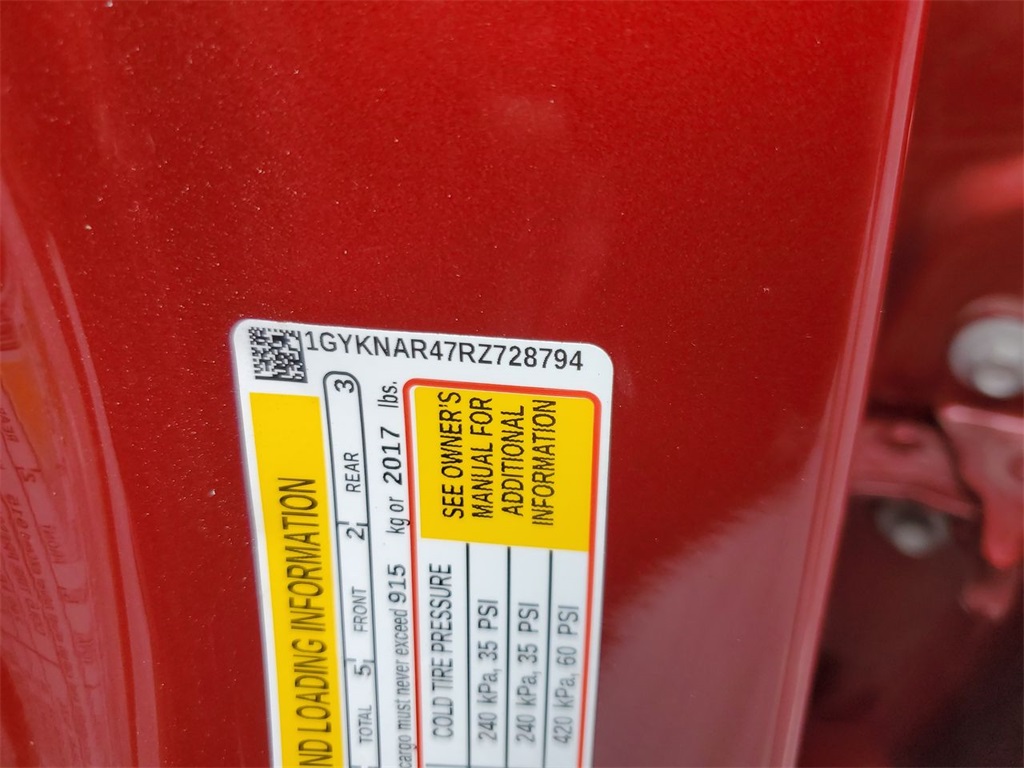 1GYKNAR47RZ728794
ND LOADING INFORMATION
TOTAL 5 FRONT 2 REAR 3
cargo must never exceed 915 kg or 2017 lbs.
COLD TIRE PRESSURE
240 kPa, 35 PSI
240 kPa, 35 PSI
420 kPa, 60 PSI
SEE OWNER'S
MANUAL FOR
ADDITIONAL
INFORMATION